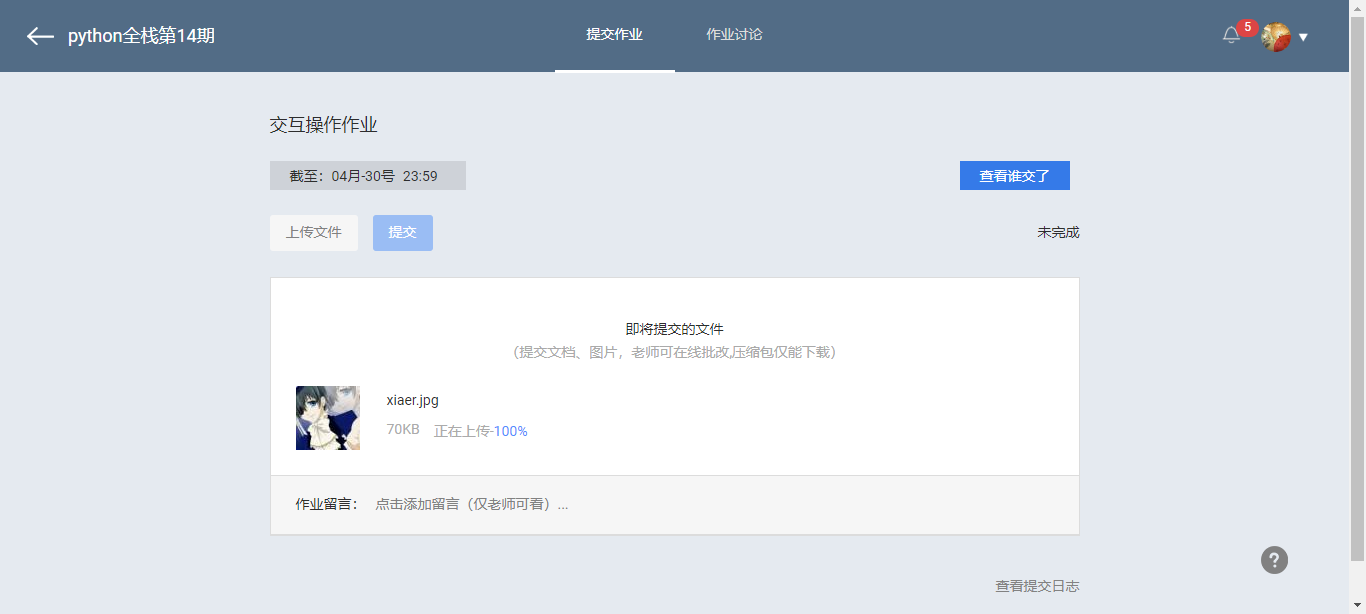 python全栈第14期
提交作业
作业讨论
5
交互操作作业
截至：04月-30号 23:59
查看谁交了
上传文件
提交
未完成
即将提交的文件
（提交文档、图片，老师可在线批改,压缩包仅能下载）
xiaer.jpg
70KB 正在上传-100%
作业留言： 点击添加留言（仅老师可看）...
?
查看提交日志